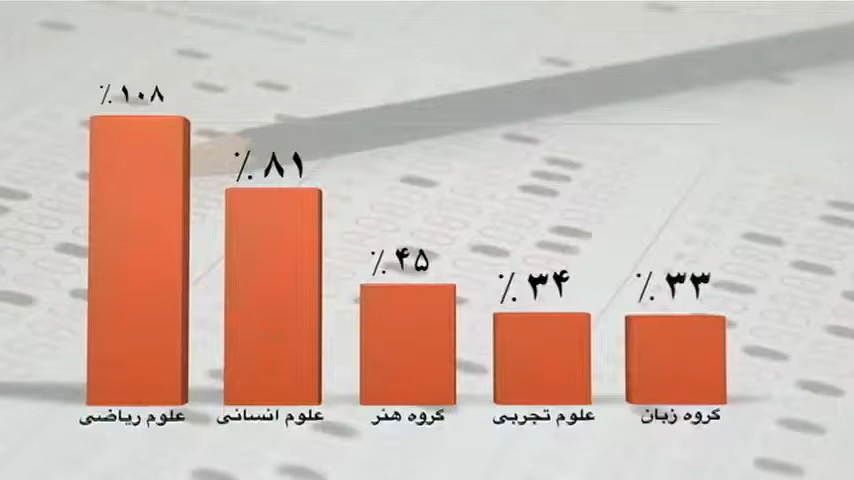 ٪۱۰۸
٪۸۱
٪۴۵
٪۳۴
٪۳۳
علوم ریاضی
علوم انسانی
گروه هنر
علوم تجربی
گروه زبان